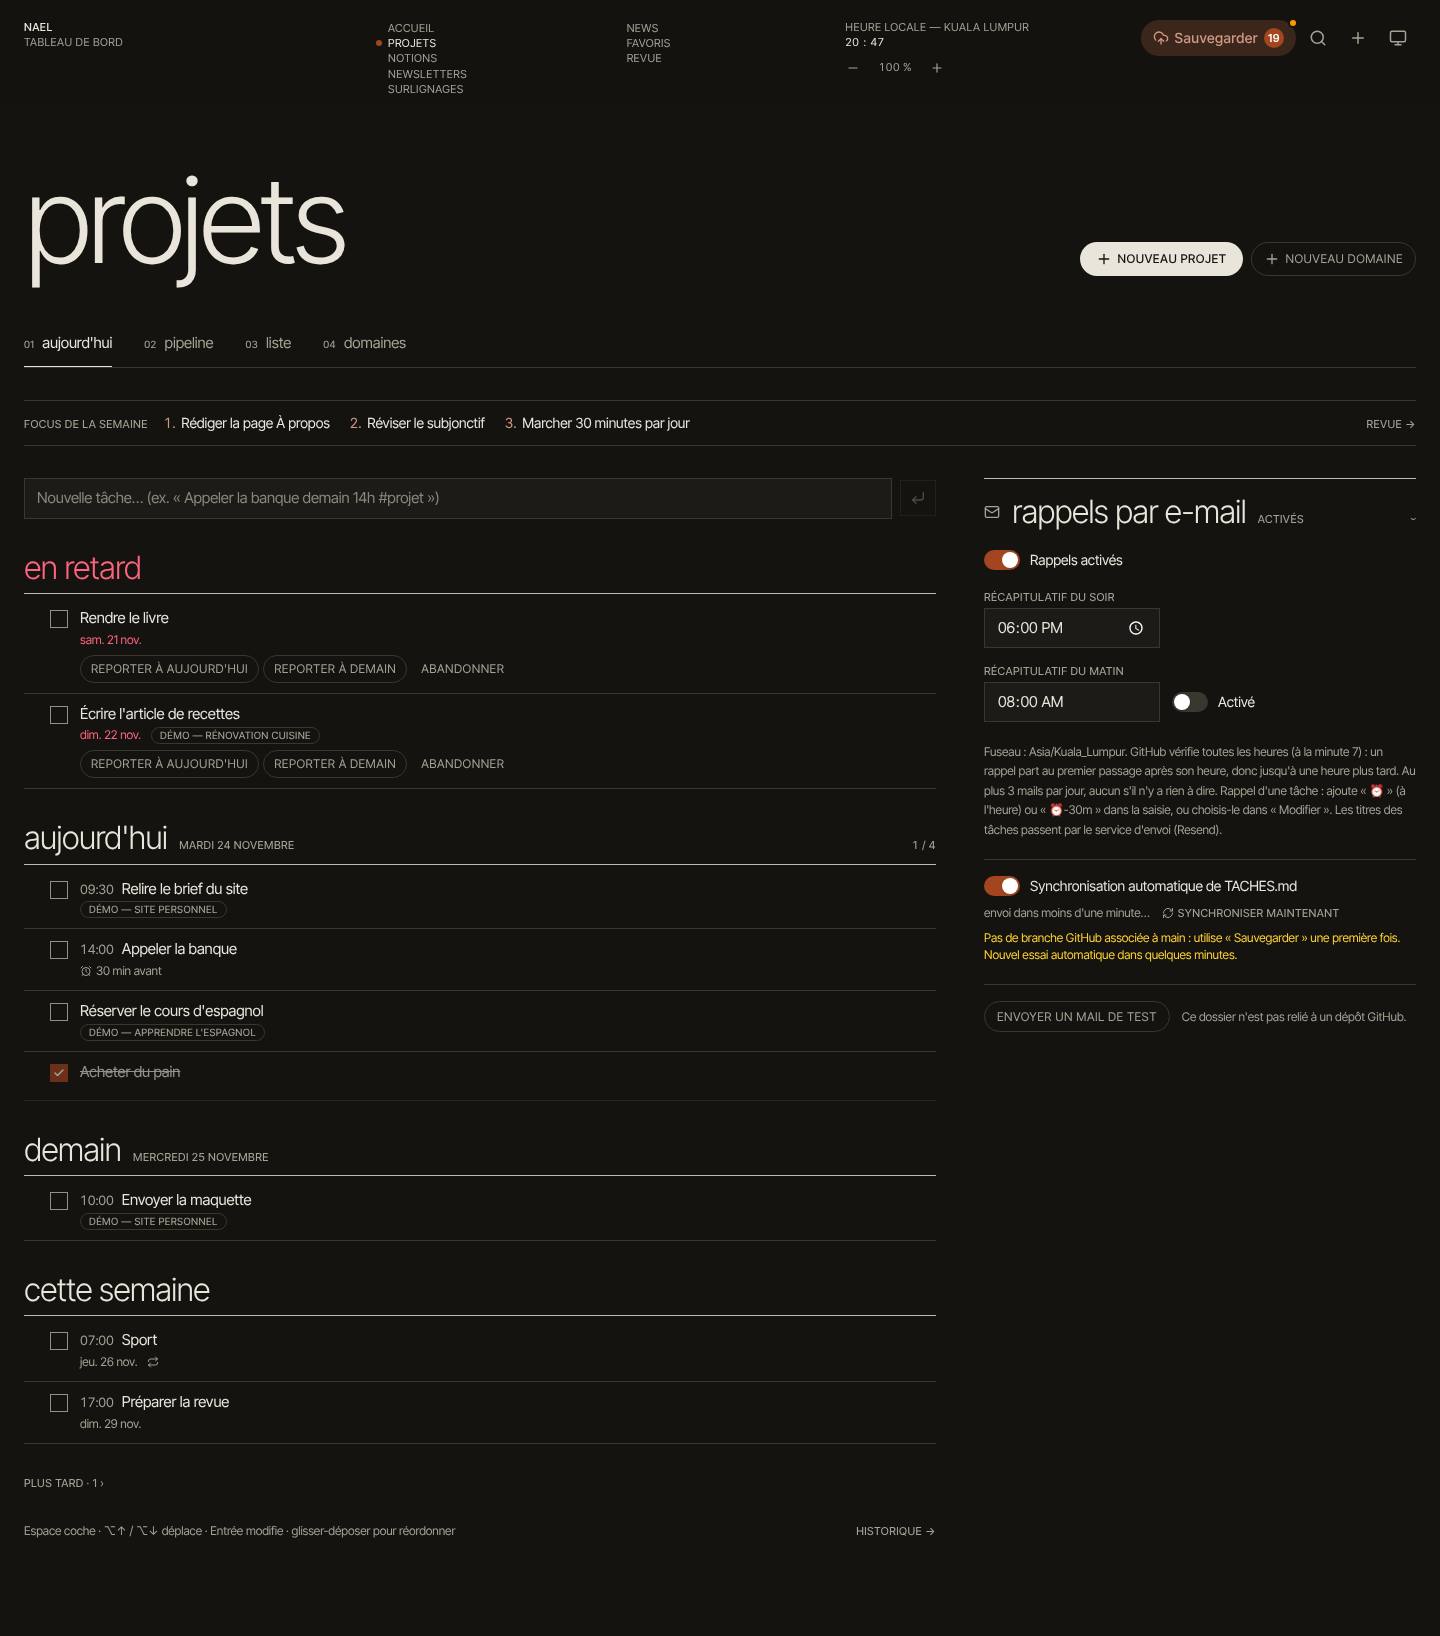 NAEL
TABLEAU DE BORD
ACCUEIL
PROJETS
NOTIONS
NEWSLETTERS
SURLIGNAGES
NEWS
FAVORIS
REVUE
HEURE LOCALE — KUALA LUMPUR
20 : 47
— 100 % +
Sauvegarder 19
projets
+ NOUVEAU PROJET
+ NOUVEAU DOMAINE
01 aujourd'hui 02 pipeline 03 liste 04 domaines
FOCUS DE LA SEMAINE 1. Rédiger la page À propos 2. Réviser le subjonctif 3. Marcher 30 minutes par jour REVUE →
Nouvelle tâche... (ex. « Appeler la banque demain 14h #projet »)
en retard
Rendre le livre
sam. 21 nov.
REPORTER À AUJOURD'HUI REPORTER À DEMAIN ABANDONNER
Écrire l'article de recettes
dim. 22 nov. DÉMO — RÉNOVATION CUISINE
REPORTER À AUJOURD'HUI REPORTER À DEMAIN ABANDONNER
aujourd'hui MARDI 24 NOVEMBRE 1 / 4
09:30 Relire le brief du site
DÉMO — SITE PERSONNEL
14:00 Appeler la banque
30 min avant
Réserver le cours d'espagnol
DÉMO — APPRENDRE L'ESPAGNOL
Acheter du pain
demain MERCREDI 25 NOVEMBRE
10:00 Envoyer la maquette
DÉMO — SITE PERSONNEL
cette semaine
07:00 Sport
jeu. 26 nov.
17:00 Préparer la revue
dim. 29 nov.
PLUS TARD · 1 ›
Espace coche · ⌥↑ / ⌥↓ déplace · Entrée modifie · glisser-déposer pour réordonner
HISTORIQUE →
rappels par e-mail ACTIVÉS
Rappels activés
RÉCAPITULATIF DU SOIR
06:00 PM
RÉCAPITULATIF DU MATIN
08:00 AM Activé
Fuseau : Asia/Kuala_Lumpur. GitHub vérifie toutes les heures (à la minute 7) : un
rappel part au premier passage après son heure, donc jusqu'à une heure plus tard. Au
plus 3 mails par jour, aucun s'il n'y a rien à dire. Rappel d'une tâche : ajoute « ⏰ » (à
l'heure) ou « ⏰-30m » dans la saisie, ou choisis-le dans « Modifier ». Les titres des
tâches passent par le service d'envoi (Resend).
Synchronisation automatique de TACHES.md
envoi dans moins d'une minute... SYNCHRONISER MAINTENANT
Pas de branche GitHub associée à main : utilise « Sauvegarder » une première fois.
Nouvel essai automatique dans quelques minutes.
ENVOYER UN MAIL DE TEST Ce dossier n'est pas relié à un dépôt GitHub.